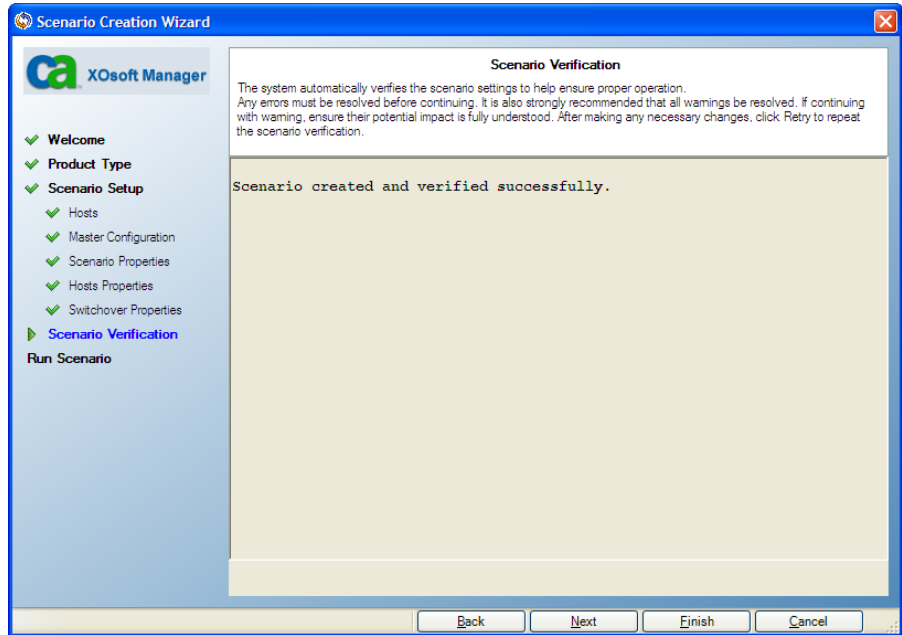 Scenario Creation Wizard
ca XOsoft Manager
Welcome
Product Type
Scenario Setup
Hosts
Master Configuration
Scenario Properties
Hosts Properties
Switchover Properties
Scenario Verification
Run Scenario
Scenario Verification
The system automatically verifies the scenario settings to help ensure proper operation.
Any errors must be resolved before continuing. It is also strongly recommended that all warnings be resolved. If continuing
with warning, ensure their potential impact is fully understood. After making any necessary changes, click Retry to repeat
the scenario verification.
Scenario created and verified successfully.
Back Next Finish Cancel